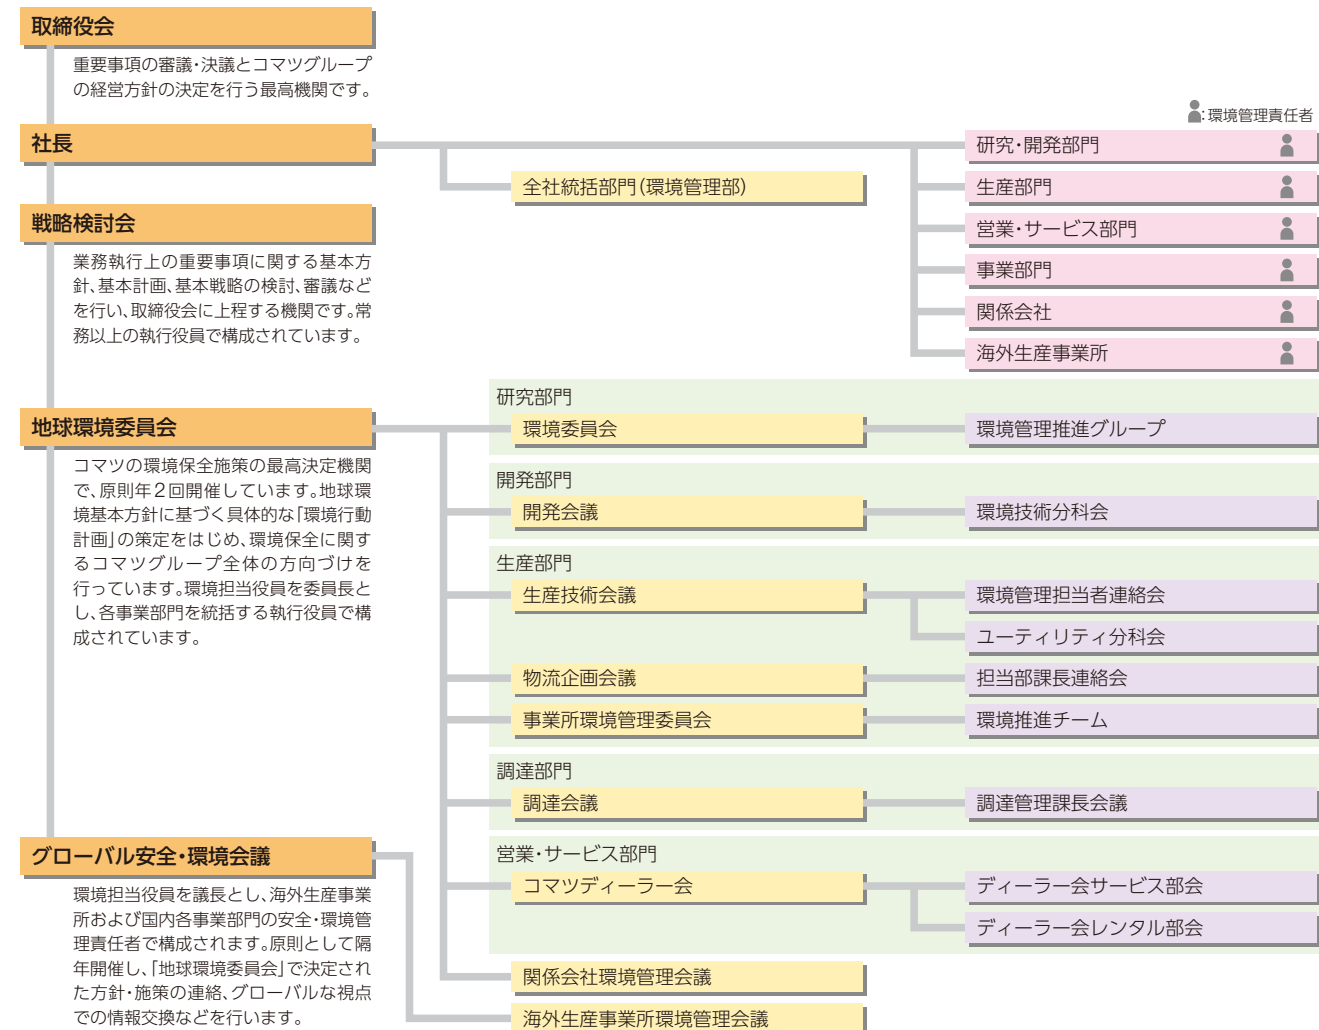 取締役会
重要事項の審議・決議とコマツグループ
の経営方針の決定を行う最高機関です。
社長
戦略検討会
業務執行上の重要事項に関する基本方
針、基本計画、基本戦略の検討、審議など
を行い、取締役会に上程する機関です。常
務以上の執行役員で構成されています。
地球環境委員会
コマツの環境保全施策の最高決定機関
で、原則年2回開催しています。地球環
境基本方針に基づく具体的な「環境行動
計画」の策定をはじめ、環境保全に関す
るコマツグループ全体の方向づけを
行っています。環境担当役員を委員長と
し、各事業部門を統括する執行役員で構
成されています。
グローバル安全・環境会議
環境担当役員を議長とし、海外生産事業
所および国内各事業部門の安全・環境管
理責任者で構成されます。原則として隔
年開催し、「地球環境委員会」で決定され
た方針・施策の連絡、グローバルな視点
での情報交換などを行います。
:環境管理責任者
全社統括部門(環境管理部)
研究・開発部門
生産部門
営業・サービス部門
事業部門
関係会社
海外生産事業所
研究部門
環境委員会
環境管理推進グループ
開発部門
開発会議
環境技術分科会
生産部門
生産技術会議
環境管理担当者連絡会
ユーティリティ分科会
物流企画会議
担当部課長連絡会
事業所環境管理委員会
環境推進チーム
調達部門
調達会議
調達管理課長会議
営業・サービス部門
コマツディーラー会
ディーラー会サービス部会
ディーラー会レンタル部会
関係会社環境管理会議
海外生産事業所環境管理会議